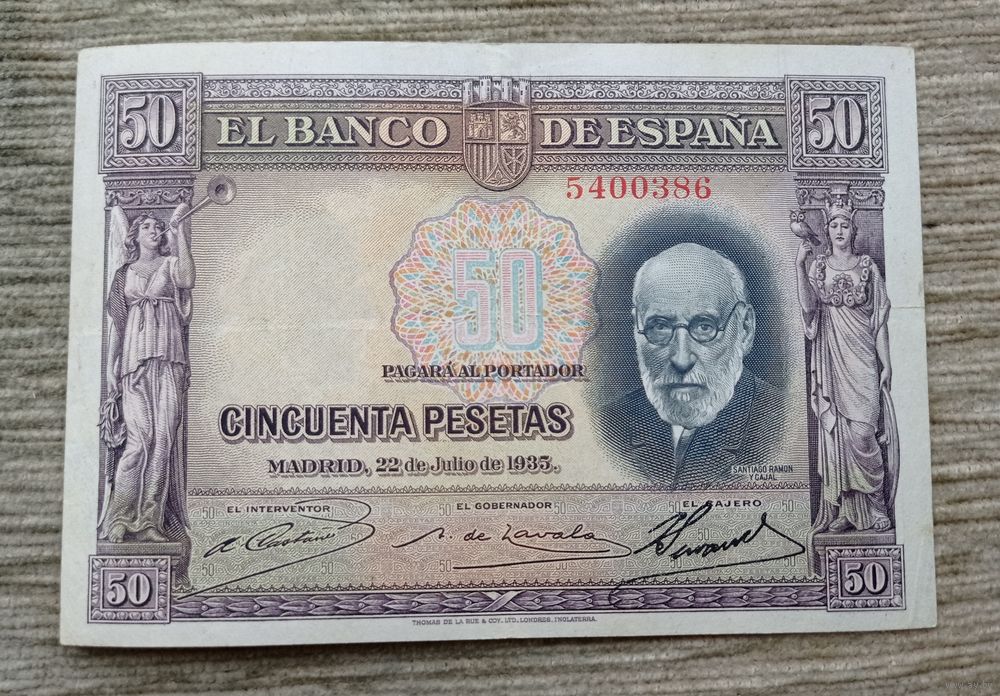 50 EL BANCO DE ESPAÑA 50
5400386
50
PAGARÁ AL PORTADOR
CINCUENTA PESETAS
MADRID, 22 de Julio de 1935.
SANTIAGO RAMON
Y CAJAL
EL INTERVENTOR EL GOBERNADOR EL CAJERO
A. de Zavala
50 50
THOMAS DE LA RUE & COY. LTD. LONDRES. INGLATERRA.